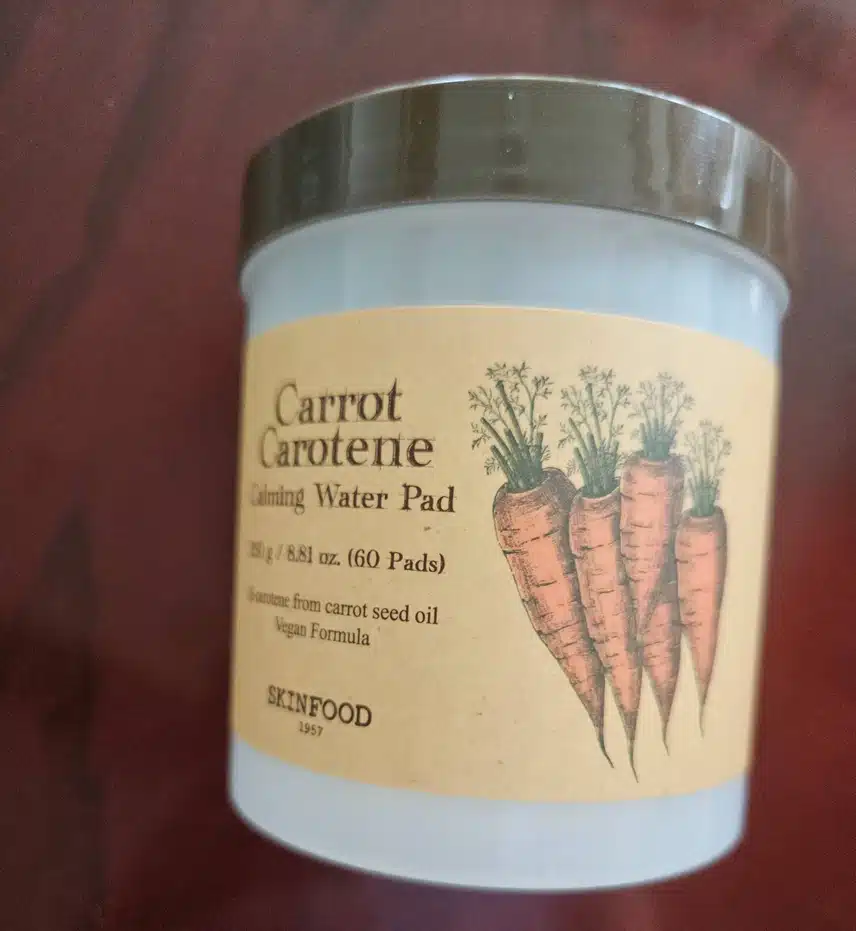 Carrot
Carotene
Calming Water Pad
250 g / 8.81 oz. (60 Pads)
β-carotene from carrot seed oil
Vegan Formula
SKINFOOD
1957